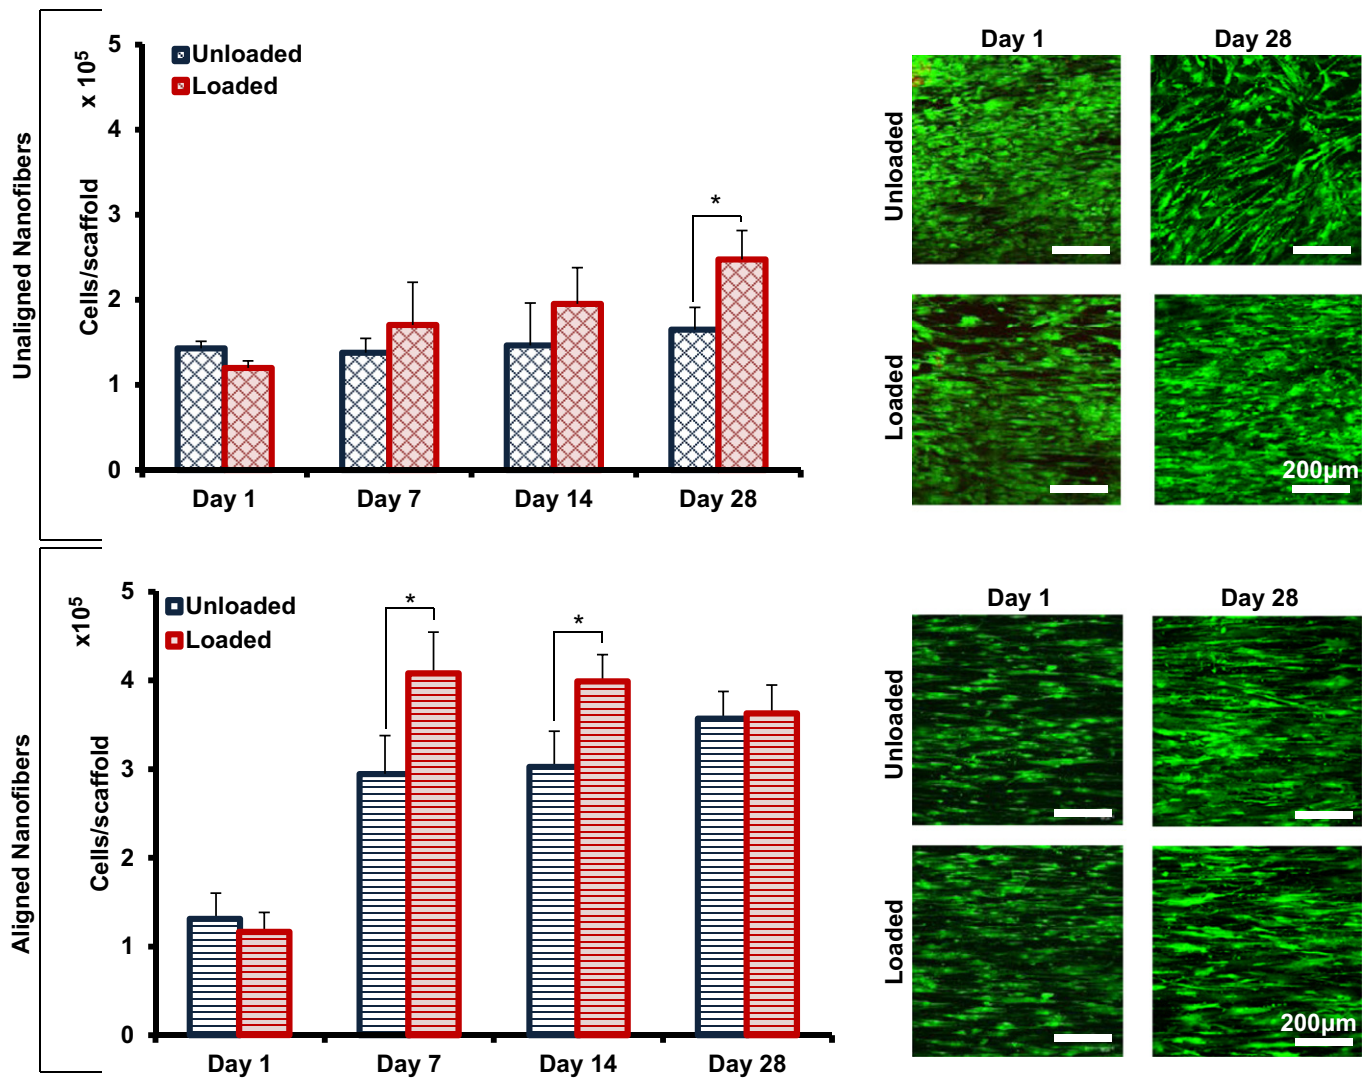 Unaligned Nanofibers
Cells/scaffold
x 10⁵
5
4
3
2
1
0
Unloaded
Loaded
*
Day 1
Day 7
Day 14
Day 28
Day 1
Day 28
Unloaded
Loaded
200µm
Aligned Nanofibers
Cells/scaffold
x10⁵
5
4
3
2
1
0
Unloaded
Loaded
*
*
Day 1
Day 7
Day 14
Day 28
Day 1
Day 28
Unloaded
Loaded
200µm